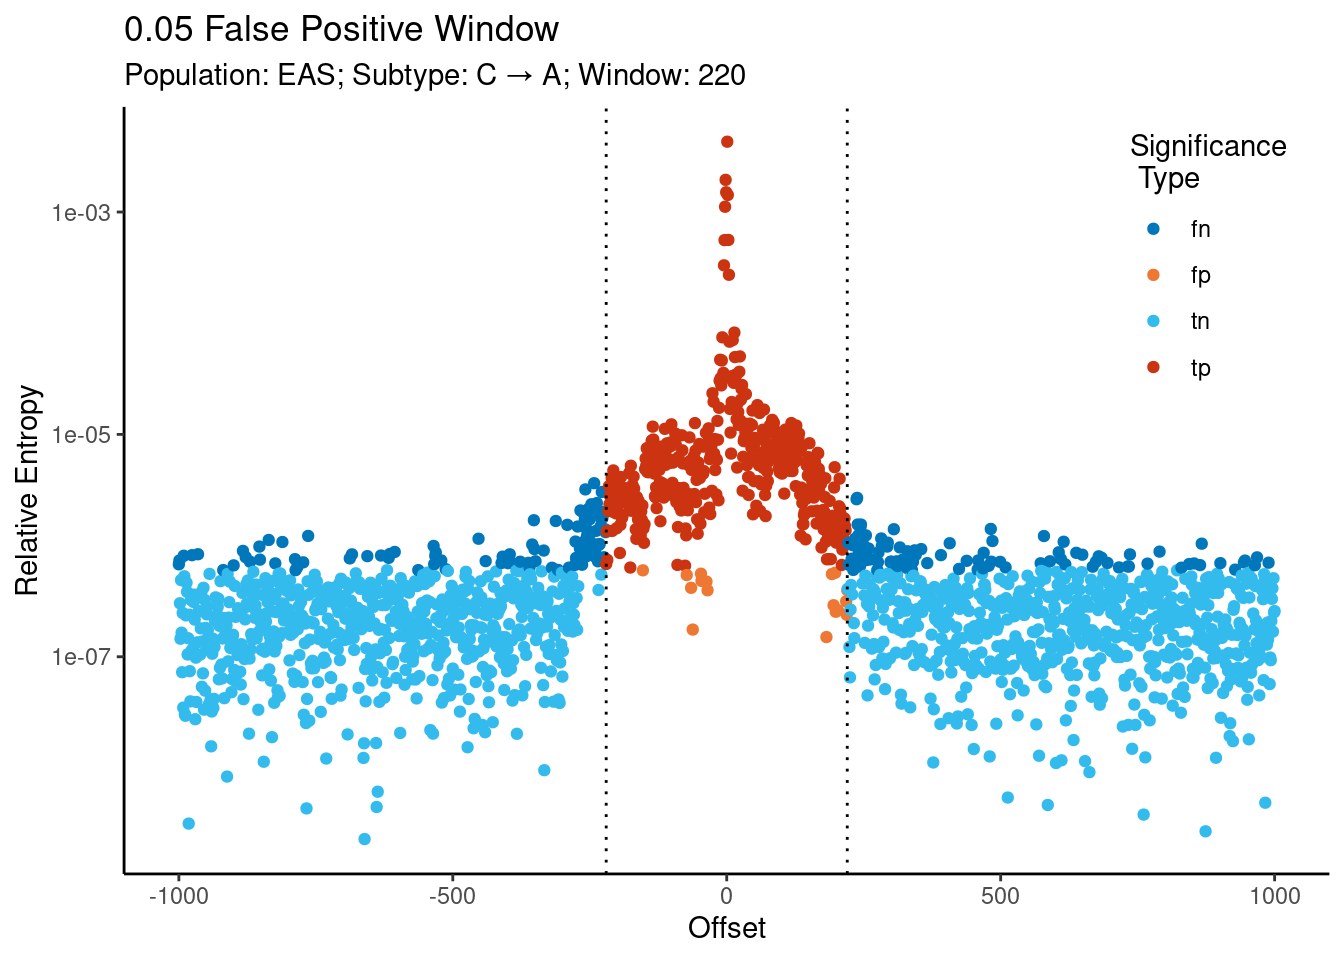 0.05 False Positive Window
Population: EAS; Subtype: C → A; Window: 220
Significance
Type
fn
fp
tn
tp
Relative Entropy
1e-03
1e-05
1e-07
-1000
-500
0
500
1000
Offset